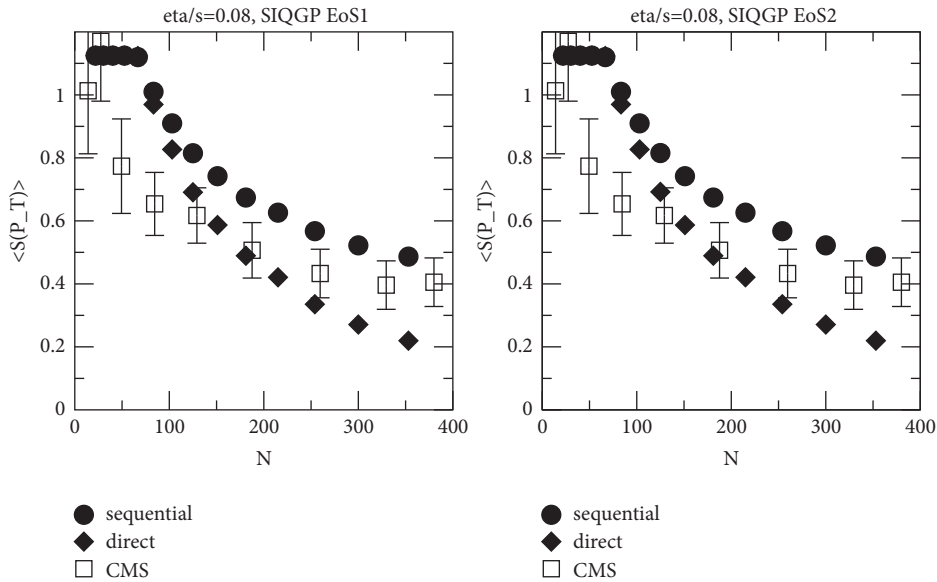 eta/s=0.08, SIQGP EoS1
1
0.8
0.6
0.4
0.2
0
<S(P_T)>
0 100 200 300 400
N
sequential
direct
CMS
eta/s=0.08, SIQGP EoS2
1
0.8
0.6
0.4
0.2
0
<S(P_T)>
0 100 200 300 400
N
sequential
direct
CMS